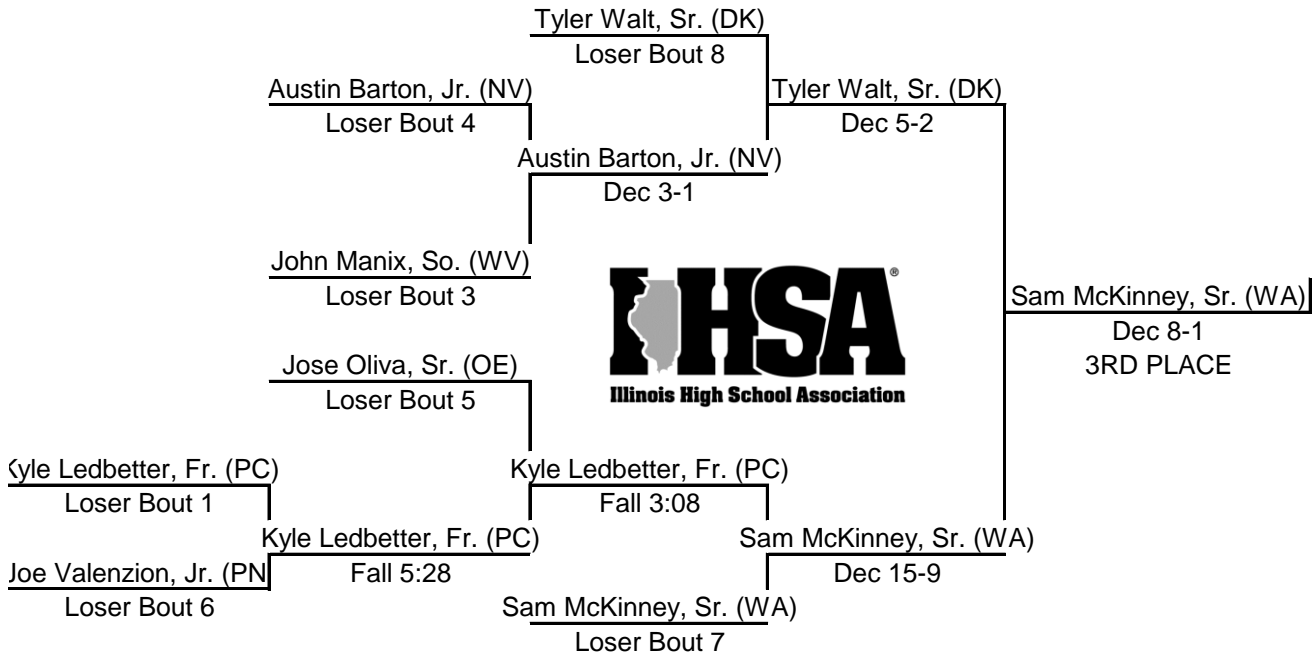 Tyler Walt, Sr. (DK)
Loser Bout 8
Austin Barton, Jr. (NV)
Loser Bout 4
Tyler Walt, Sr. (DK)
Dec 5-2
Austin Barton, Jr. (NV)
Dec 3-1
John Manix, So. (WV)
Loser Bout 3
IHSA®
Illinois High School Association
Sam McKinney, Sr. (WA)
Dec 8-1
3RD PLACE
Jose Oliva, Sr. (OE)
Loser Bout 5
Kyle Ledbetter, Fr. (PC)
Loser Bout 1
Kyle Ledbetter, Fr. (PC)
Fall 3:08
Kyle Ledbetter, Fr. (PC)
Fall 5:28
Sam McKinney, Sr. (WA)
Dec 15-9
Joe Valenzion, Jr. (PN
Loser Bout 6
Sam McKinney, Sr. (WA)
Loser Bout 7